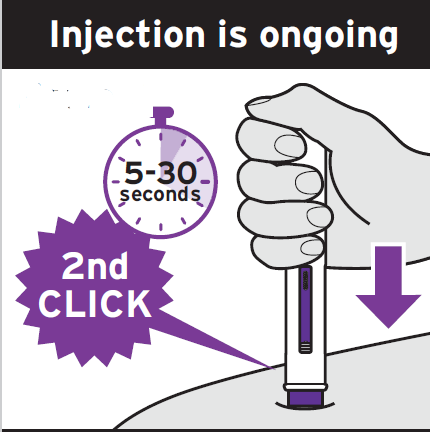 Injection is ongoing
5-30
seconds
2nd
CLICK